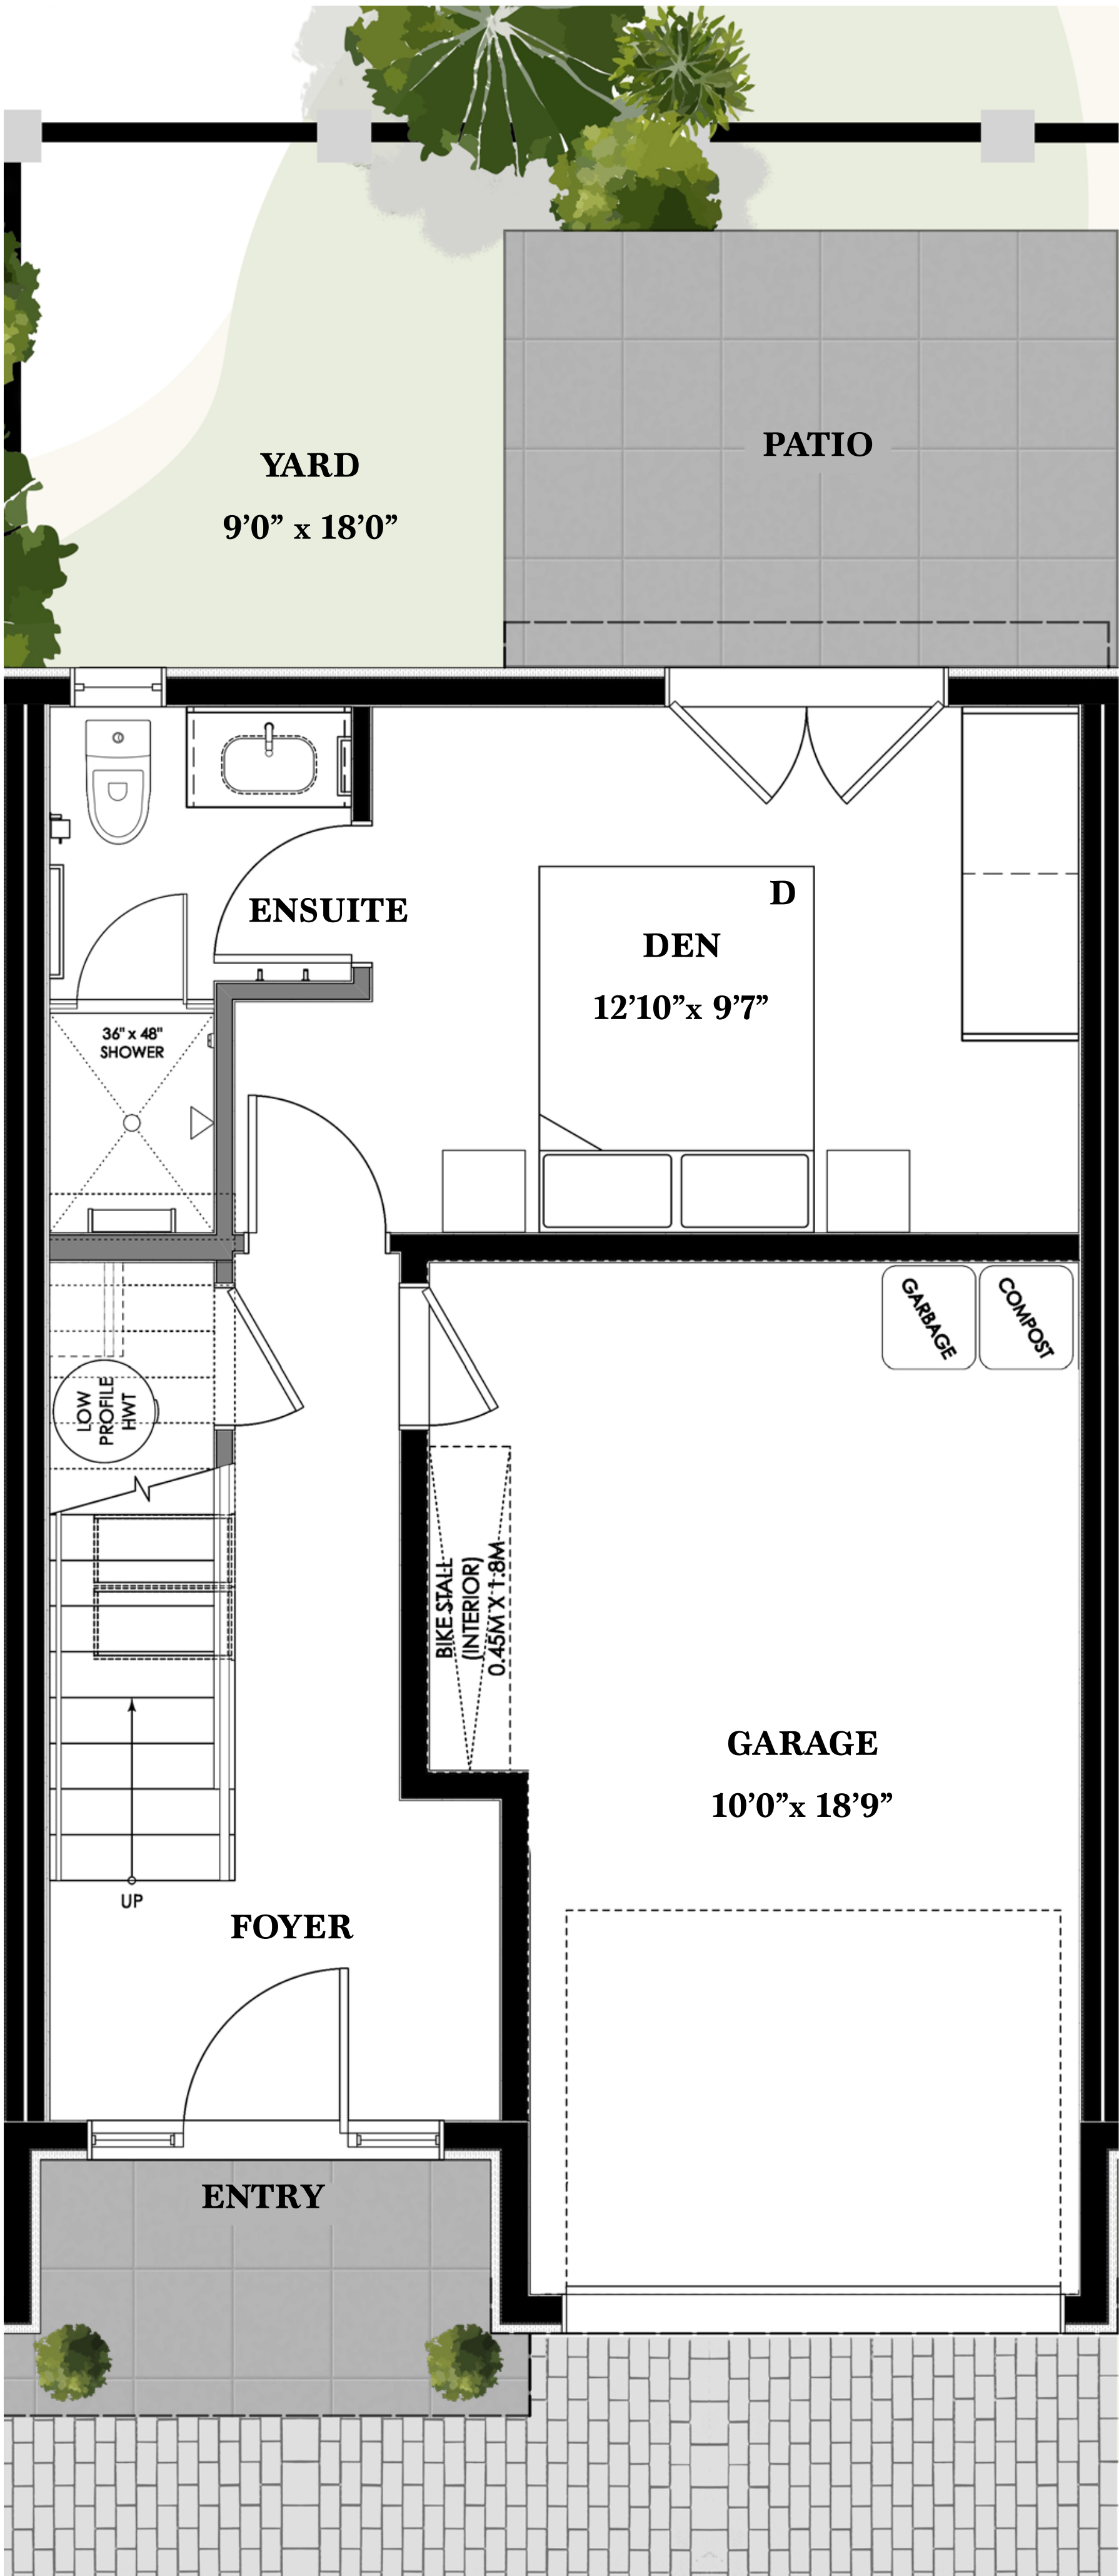 YARD
9’0” x 18’0”
PATIO
ENSUITE
D
DEN
12’10”x 9’7”
36" x 48"
SHOWER
GARBAGE
COMPOST
LOW
PROFILE
HWT
BIKE STALL
(INTERIOR)
0.45M X 1.8M
GARAGE
10’0”x 18’9”
UP
FOYER
ENTRY